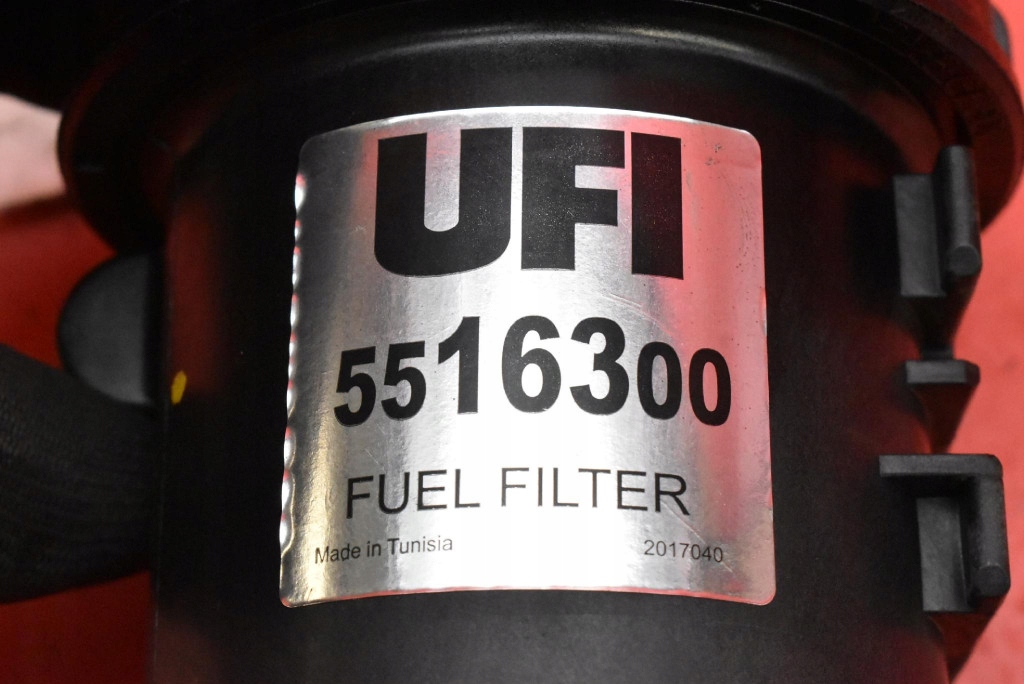 UFI
5516300
FUEL FILTER
Made in Tunisia 2017040